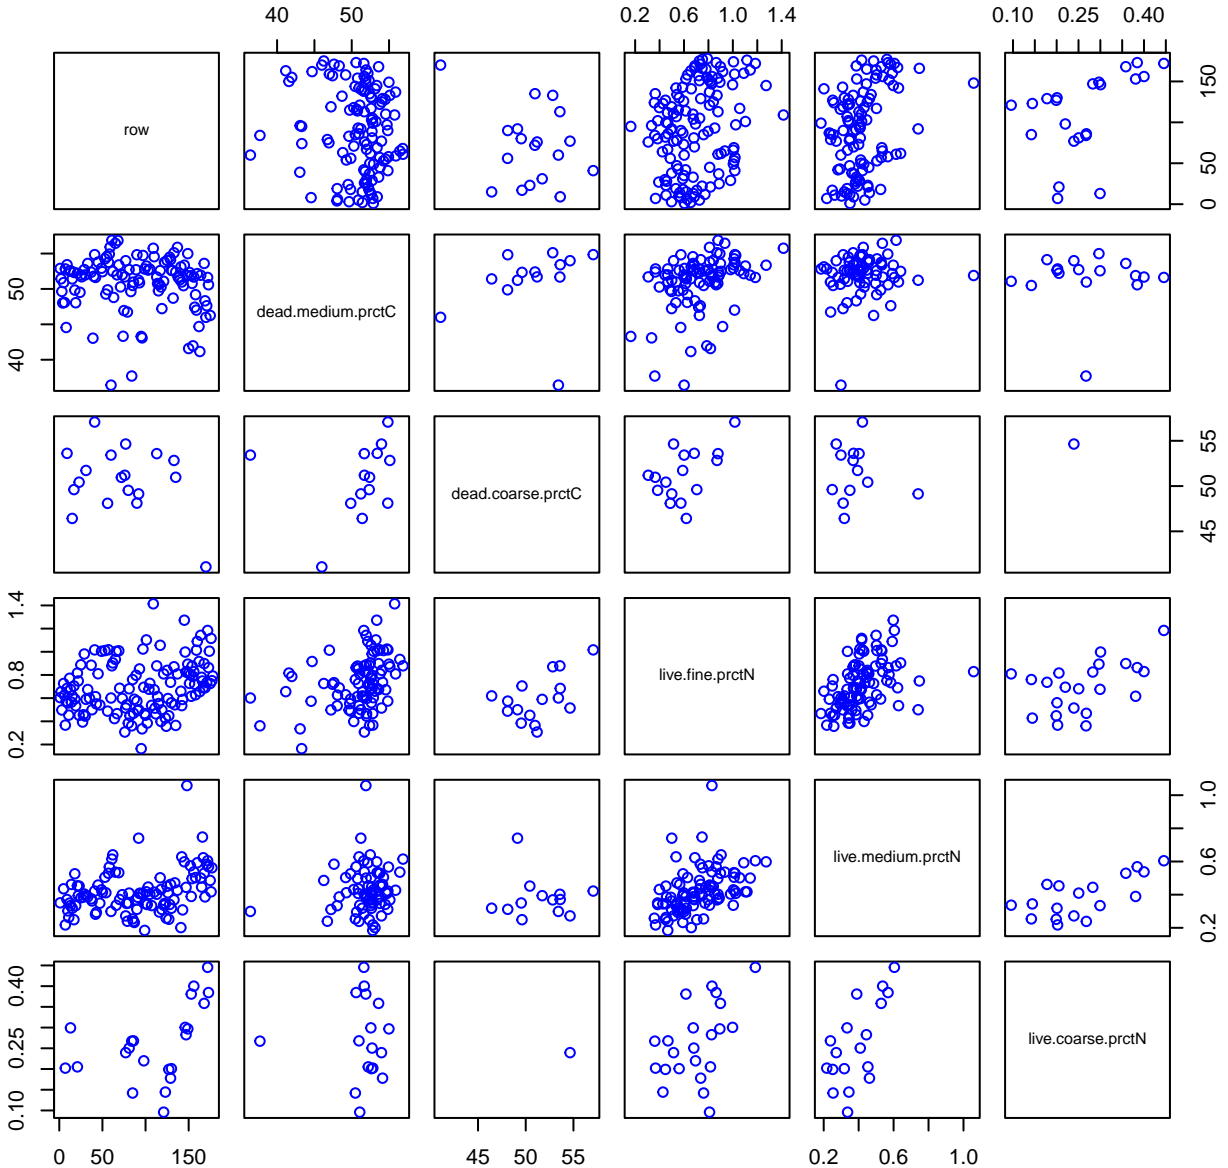 40 50 0.2 0.6 1.0 1.4 0.10 0.25 0.40
row
0 50 150
40 50
dead.medium.prctC
dead.coarse.prctC
45 50 55
0.2 0.8 1.4
live.fine.prctN
live.medium.prctN
0.2 0.6 1.0
0.10 0.25 0.40
live.coarse.prctN
0 50 150 45 50 55 0.2 0.6 1.0